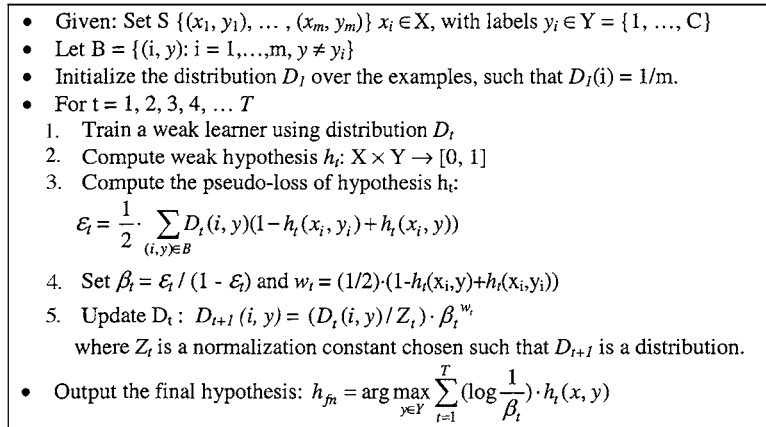 • Given: Set S {(x₁, y₁), … , (xₘ, yₘ)} xᵢ ∈ X, with labels yᵢ ∈ Y = {1, …, C}
• Let B = {(i, y): i = 1,…,m, y ≠ yᵢ}
• Initialize the distribution D₁ over the examples, such that D₁(i) = 1/m.
• For t = 1, 2, 3, 4, … T
1. Train a weak learner using distribution Dₜ
2. Compute weak hypothesis hₜ: X × Y → [0, 1]
3. Compute the pseudo-loss of hypothesis hₜ:
εₜ = 1/2 · ∑_{(i,y)∈B} Dₜ(i, y)(1 − hₜ(xᵢ, yᵢ) + hₜ(xᵢ, y))
4. Set βₜ = εₜ / (1 - εₜ) and wₜ = (1/2)·(1-hₜ(xᵢ,y)+hₜ(xᵢ,yᵢ))
5. Update Dₜ : Dₜ₊₁ (i, y) = (Dₜ(i, y) / Zₜ) · βₜ^{wₜ}
where Zₜ is a normalization constant chosen such that Dₜ₊₁ is a distribution.
• Output the final hypothesis: h_{fn} = arg max_{y∈Y} ∑_{t=1}^{T} (log 1/βₜ) · hₜ(x, y)